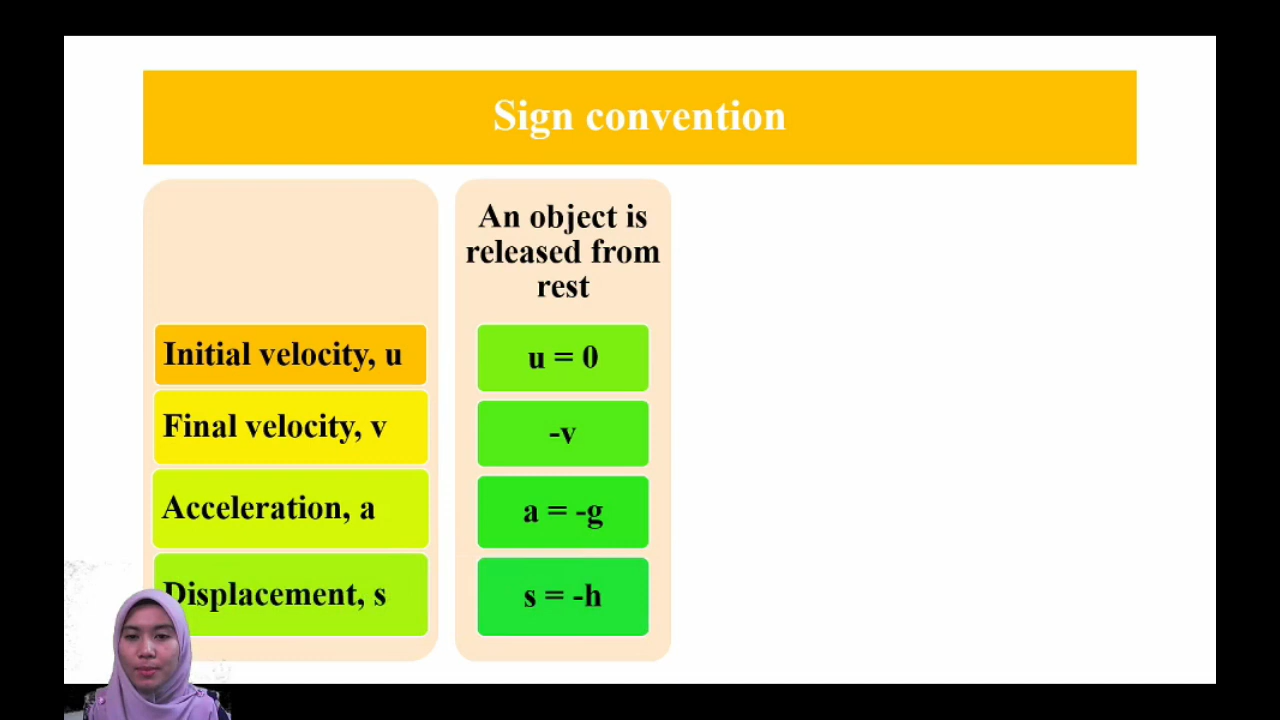 Sign convention
An object is
released from
rest
Initial velocity, u
u = 0
Final velocity, v
-v
Acceleration, a
a = -g
Displacement, s
s = -h